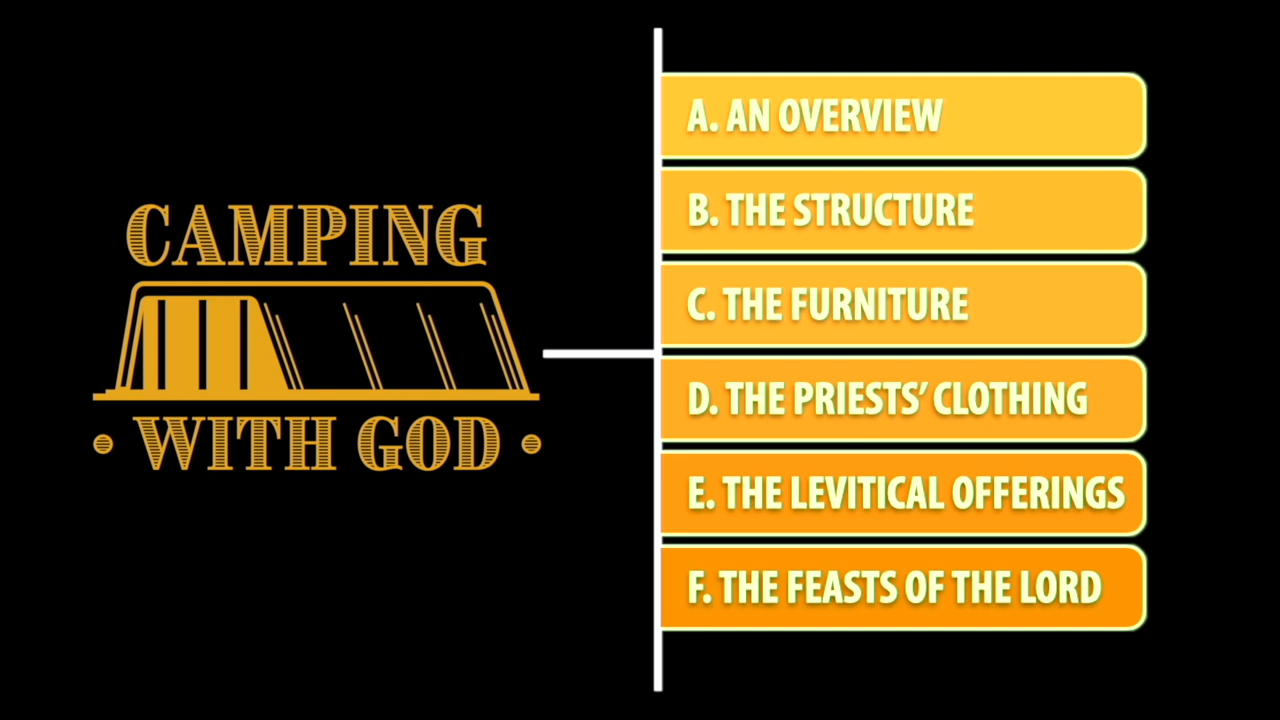 CAMPING
• WITH GOD •
A. AN OVERVIEW
B. THE STRUCTURE
C. THE FURNITURE
D. THE PRIESTS’ CLOTHING
E. THE LEVITICAL OFFERINGS
F. THE FEASTS OF THE LORD